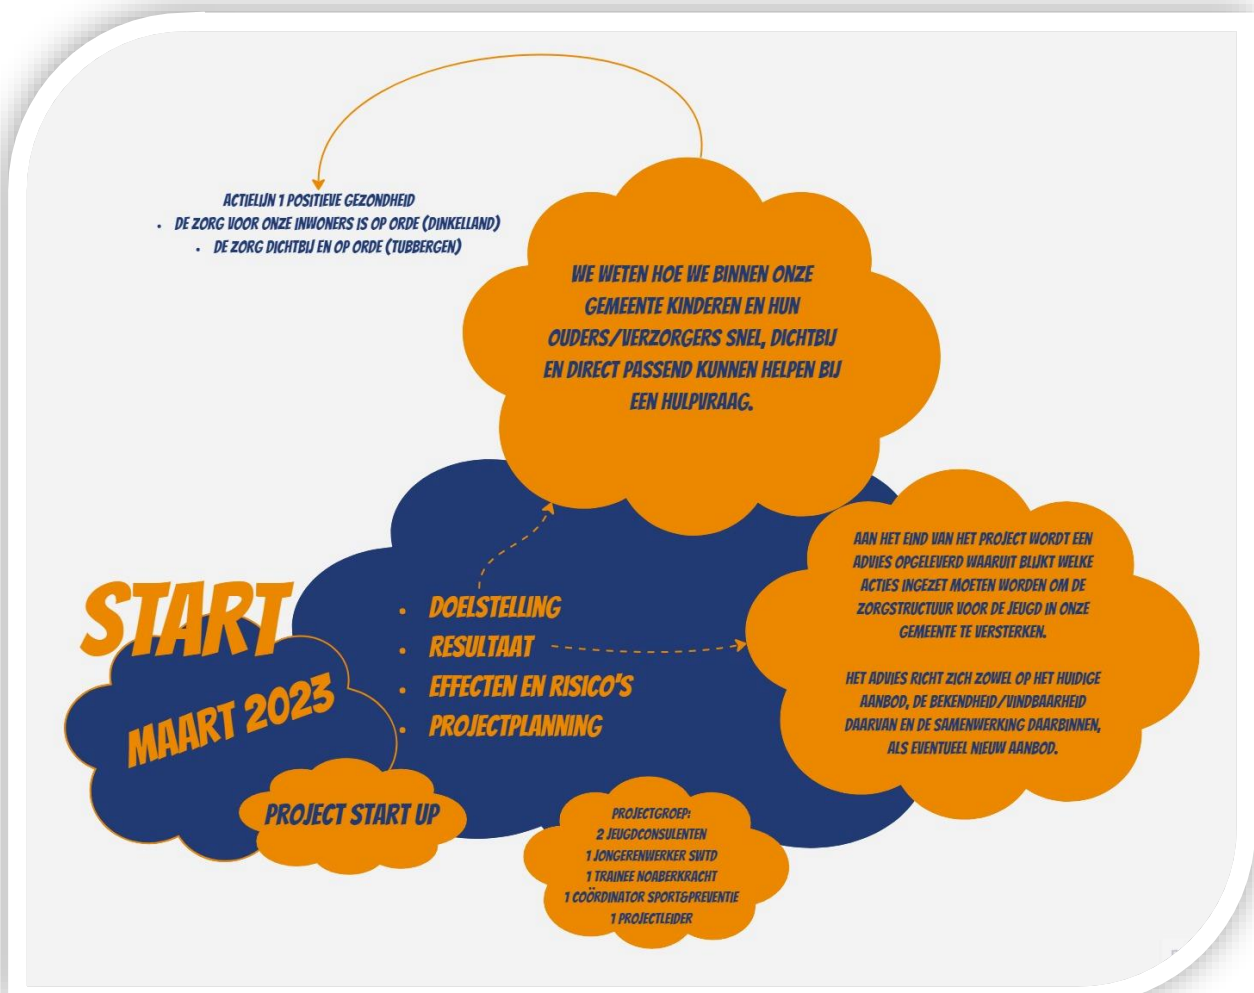 ACTIELIJN 1 POSITIEVE GEZONDHEID
• DE ZORG VOOR ONZE INWONERS IS OP ORDE (DINKELLAND)
• DE ZORG DICHTBIJ EN OP ORDE (TUBBERGEN)
WE WETEN HOE WE BINNEN ONZE
GEMEENTE KINDEREN EN HUN
OUDERS/VERZORGERS SNEL, DICHTBIJ
EN DIRECT PASSEND KUNNEN HELPEN BIJ
EEN HULPVRAAG.
START
MAART 2023
PROJECT START UP
• DOELSTELLING
• RESULTAAT
• EFFECTEN EN RISICO'S
• PROJECTPLANNING
AAN HET EIND VAN HET PROJECT WORDT EEN
ADVIES OPGELEVERD WAARUIT BLIJKT WELKE
ACTIES INGEZET MOETEN WORDEN OM DE
ZORGSTRUCTUUR VOOR DE JEUGD IN ONZE
GEMEENTE TE VERSTERKEN.
HET ADVIES RICHT ZICH ZOWEL OP HET HUIDIGE
AANBOD, DE BEKENDHEID/VINDBAARHEID
DAARVAN EN DE SAMENWERKING DAARBINNEN,
ALS EVENTUEEL NIEUW AANBOD.
PROJECTGROEP:
2 JEUGDCONSULENTEN
1 JONGERENWERKER SWTD
1 TRAINEE NOABERKRACHT
1 COÖRDINATOR SPORT&PREVENTIE
1 PROJECTLEIDER